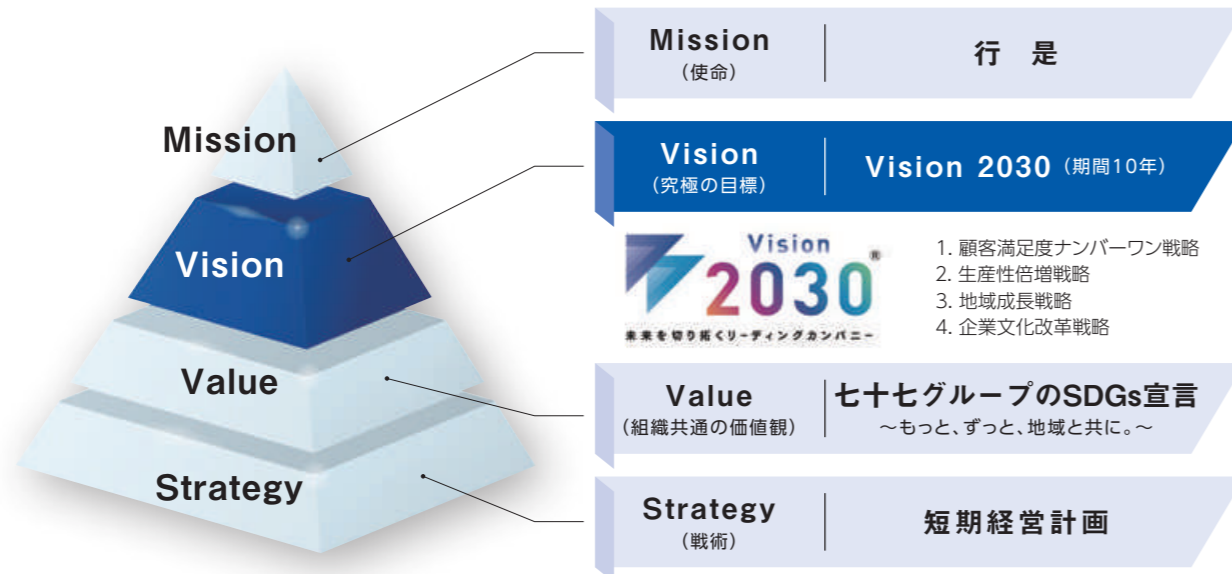 Mission
Vision
Value
Strategy
Mission
(使命)
行 是
Vision
(究極の目標)
Vision 2030 (期間10年)
Vision
2030®
未来を切り拓くリーディングカンパニー
1. 顧客満足度ナンバーワン戦略
2. 生産性倍増戦略
3. 地域成長戦略
4. 企業文化改革戦略
Value
(組織共通の価値観)
七十七グループのSDGs宣言
～もっと、ずっと、地域と共に。～
Strategy
(戦術)
短期経営計画